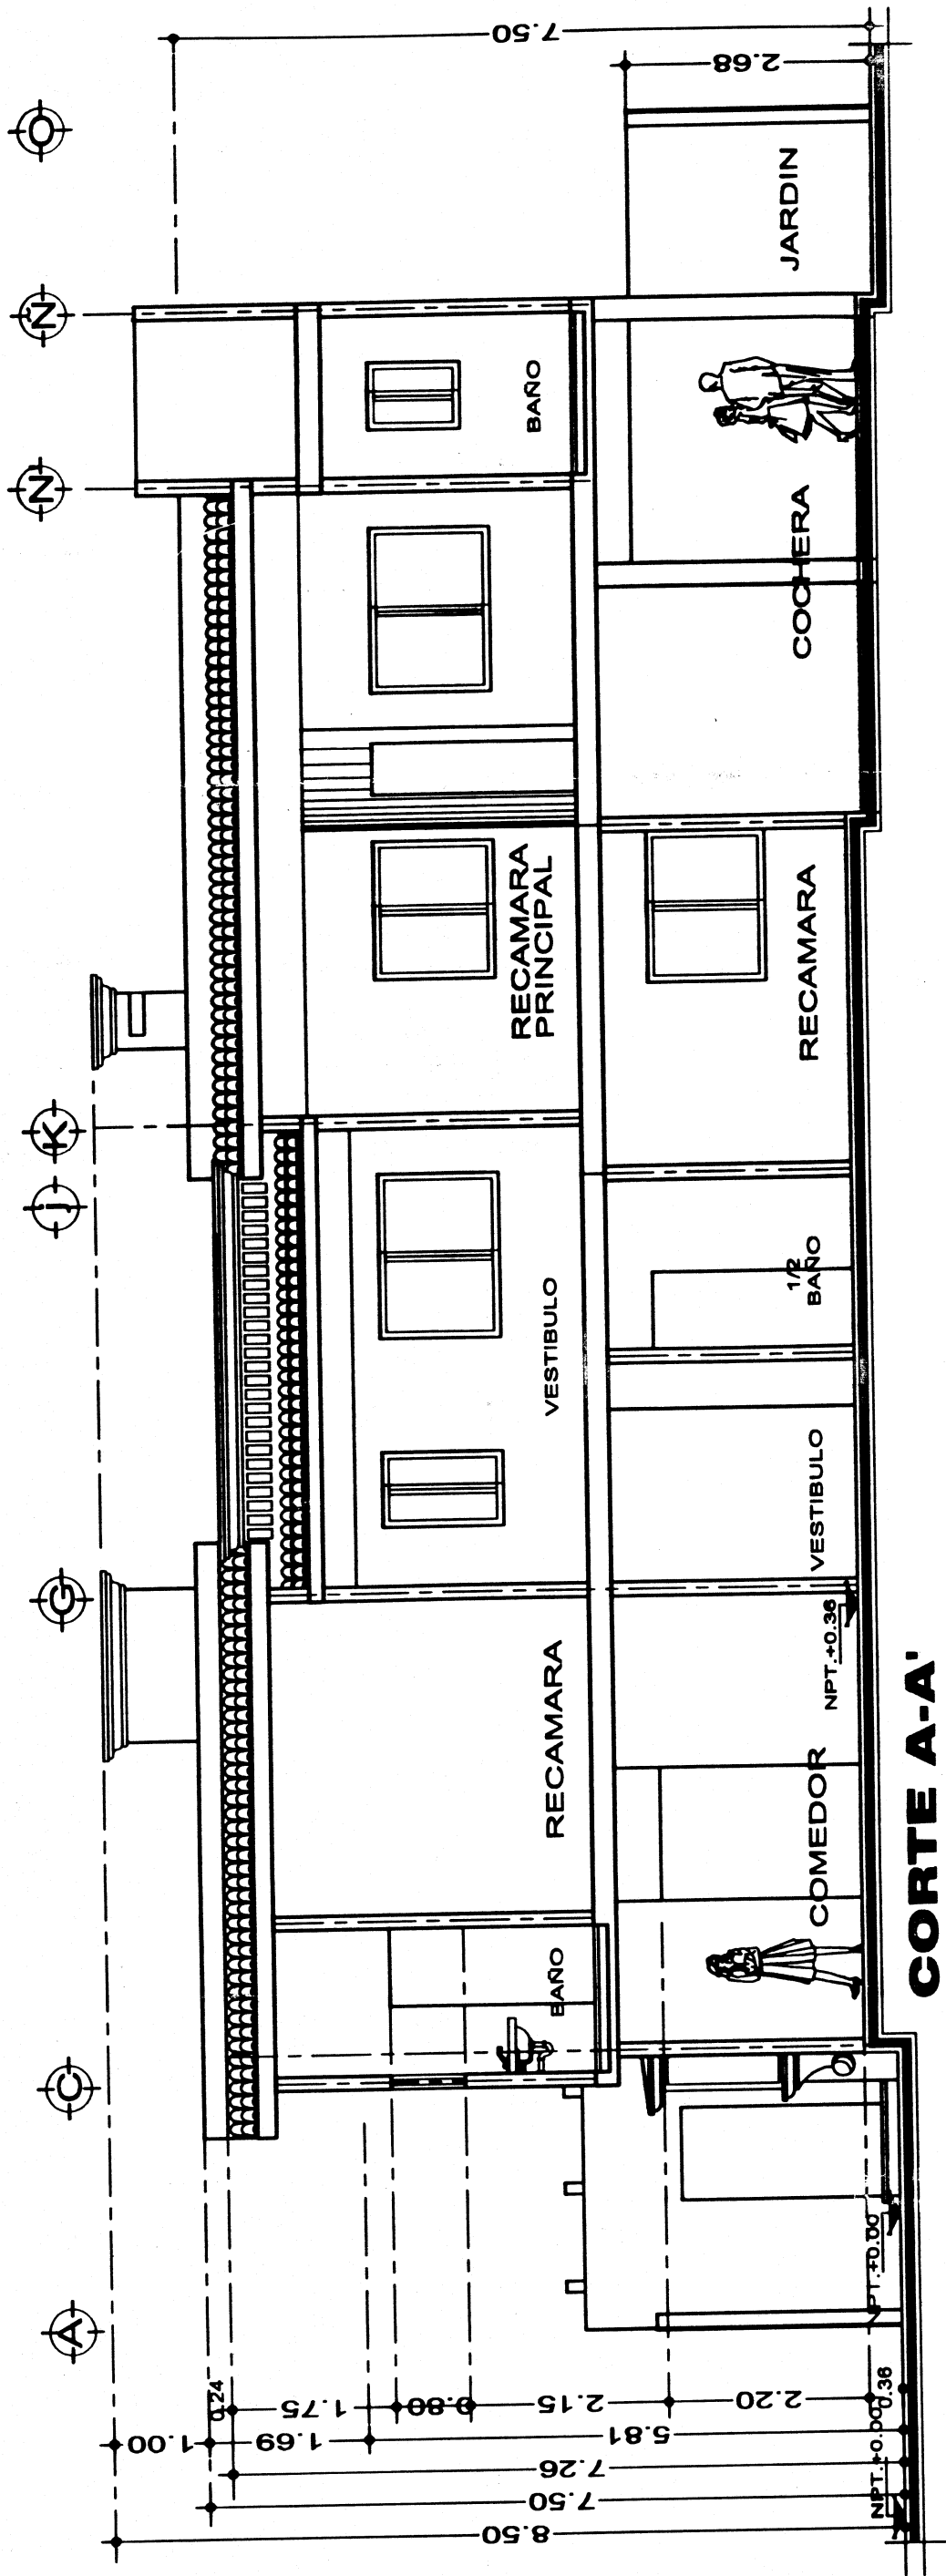 A
C
G
J
K
N'
Ñ
O
8.50
7.50
7.26
1.00
1.69
5.81
0.24
1.75
0.80
2.15
2.20
0.36
NPT.+0.00
PT.+0.00
BAÑO
RECAMARA
VESTIBULO
RECAMARA
PRINCIPAL
BAÑO
7.50
2.68
COMEDOR
NPT.+0.36
VESTIBULO
1/2
BAÑO
RECAMARA
COCHERA
JARDIN
CORTE A-A'